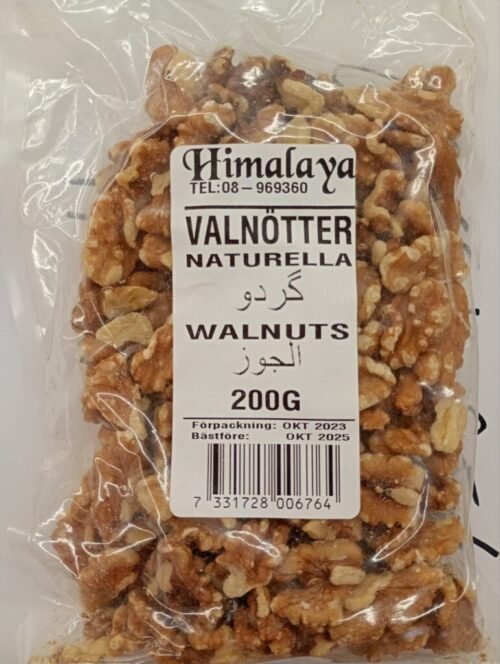 Himalaya
TEL:08-969360
VALNÖTTER
NATURELLA
گردو
WALNUTS
الجوز
200G
Förpackning: OKT 2023
Bästföre: OKT 2025
7 331728 006764